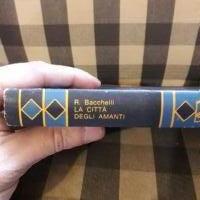 R. Bacchelli
LA CITTÀ
DEGLI AMANTI